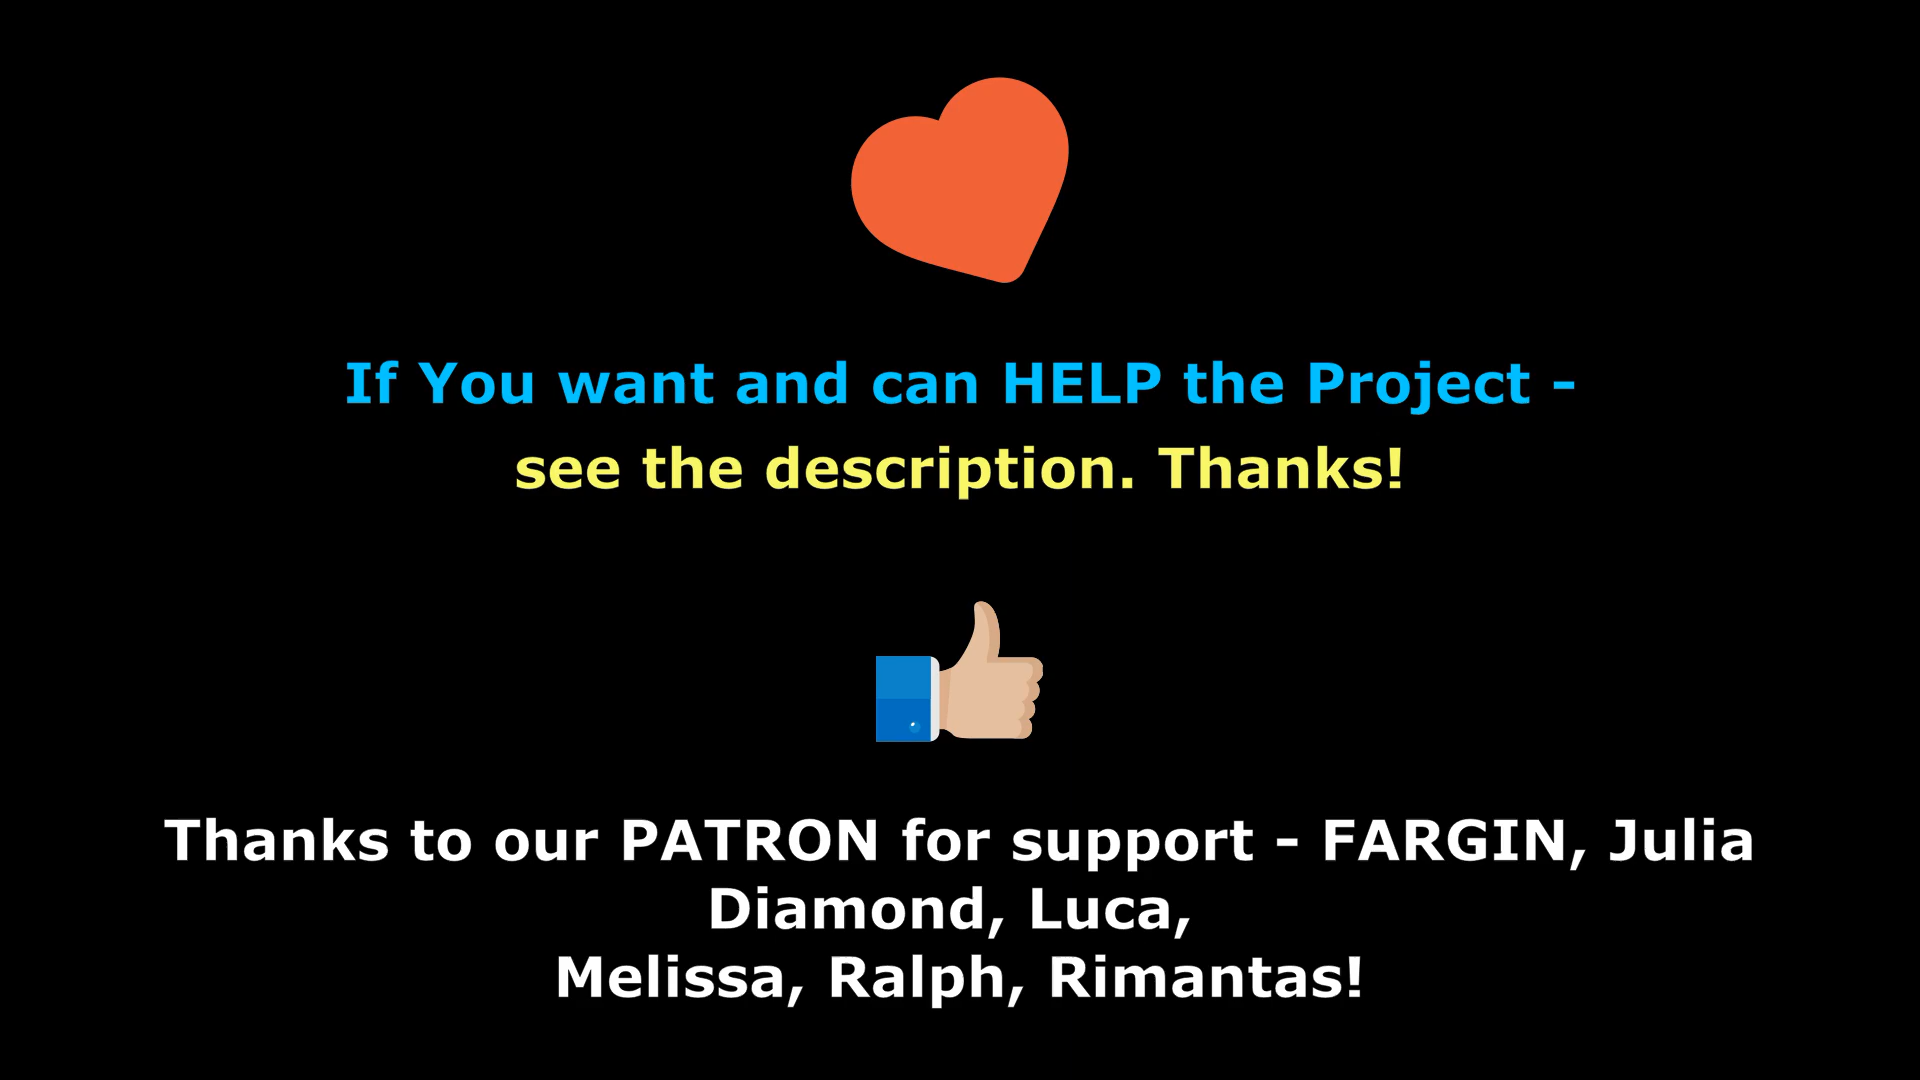 If You want and can HELP the Project -
see the description. Thanks!
Thanks to our PATRON for support - FARGIN, Julia
Diamond, Luca,
Melissa, Ralph, Rimantas!